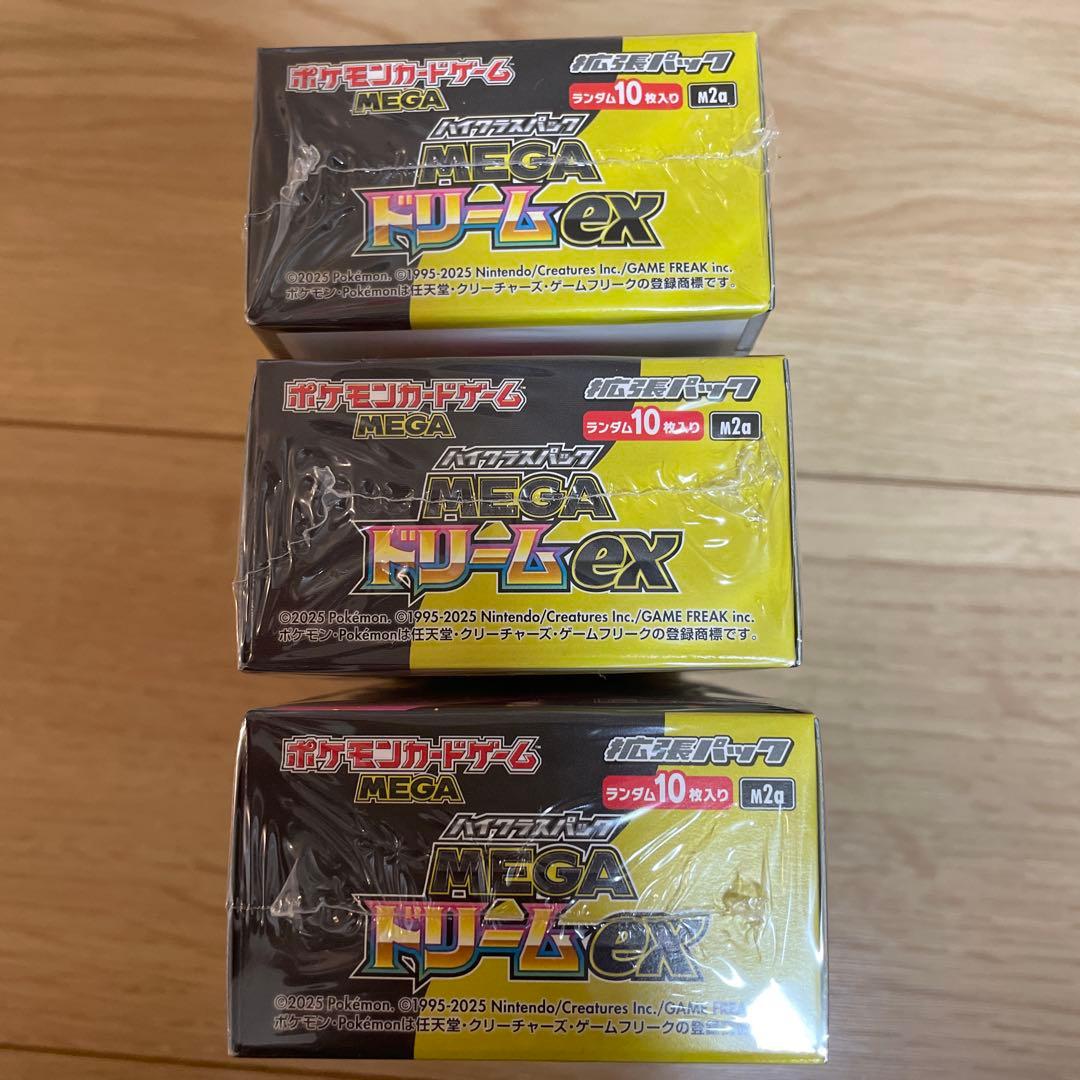 ポケモンカードゲーム
MEGA
拡張パック
ランダム10枚入り M2a
ハイクラスパック
MEGA
ドリームex
©2025 Pokémon. ©1995-2025 Nintendo/Creatures Inc./GAME FREAK inc.
ポケモン・Pokémonは任天堂・クリーチャーズ・ゲームフリークの登録商標です。
ポケモンカードゲーム
MEGA
拡張パック
ランダム10枚入り M2a
ハイクラスパック
MEGA
ドリームex
©2025 Pokémon. ©1995-2025 Nintendo/Creatures Inc./GAME FREAK inc.
ポケモン・Pokémonは任天堂・クリーチャーズ・ゲームフリークの登録商標です。
ポケモンカードゲーム
MEGA
拡張パック
ランダム10枚入り M2a
ハイクラスパック
MEGA
ドリームex
©2025 Pokémon. ©1995-2025 Nintendo/Creatures Inc./GAME FREAK
ポケモン・Pokémonは任天堂・クリーチャーズ・ゲームフリークの登録商標